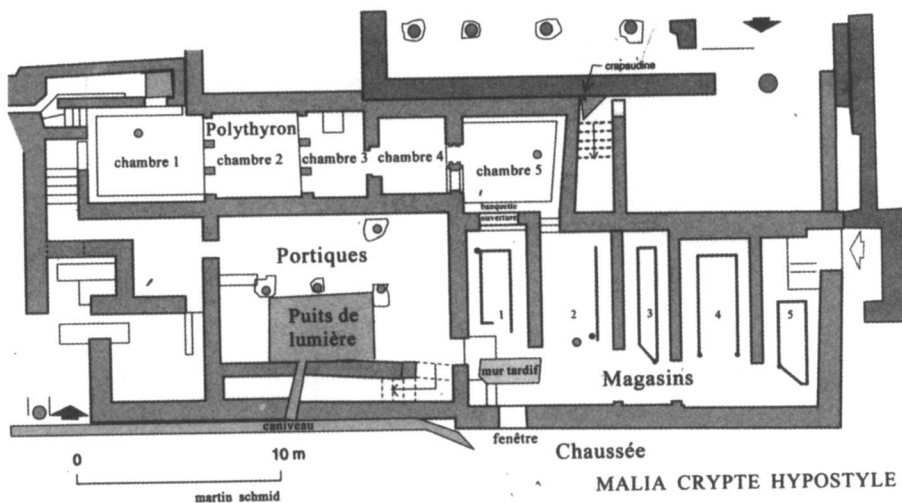 crapaudine
Polythyron
chambre 1
chambre 2
chambre 3
chambre 4
chambre 5
banquette
ouverture
Portiques
Puits de
lumière
1
2
3
4
5
mur tardif
Magasins
caniveau
fenêtre
Chaussée
0
10 m
martin schmid
MALIA CRYPTE HYPOSTYLE